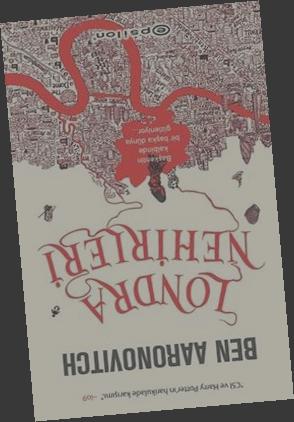 "CSI ve Harry Potter'ın harikulade karışımı." –io9
BEN AARONOVITCH
LONDRA
NEHİRLERİ
Başkentin
kalbinde
bir başka dünya
gizleniyor...
epsilon